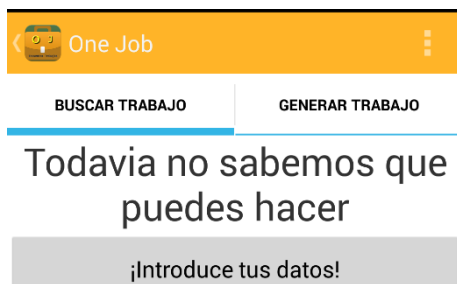 One Job
BUSCAR TRABAJO GENERAR TRABAJO
Todavia no sabemos que
puedes hacer
¡Introduce tus datos!